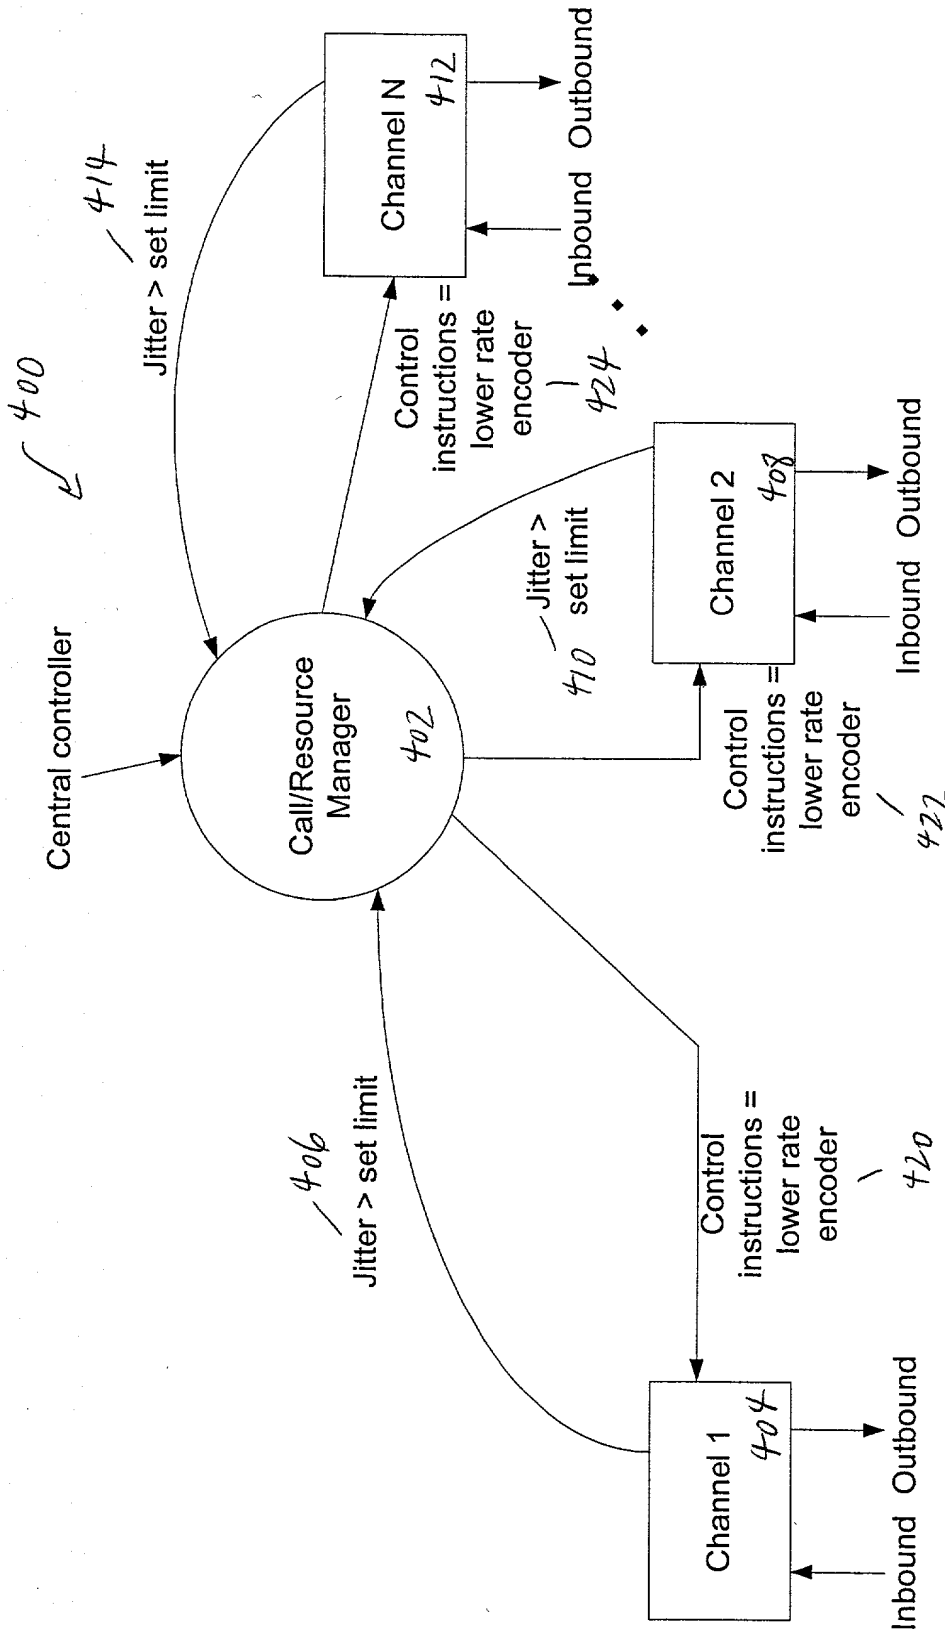 400
Central controller
Jitter > set limit
414
Call/Resource
Manager
402
Jitter > set limit
406
Jitter >
set limit
410
Control
instructions =
lower rate
encoder
424
Channel N
412
Inbound Outbound
Control
instructions =
lower rate
encoder
420
Control
instructions =
lower rate
encoder
422
Channel 1
404
Inbound Outbound
Channel 2
408
Inbound Outbound